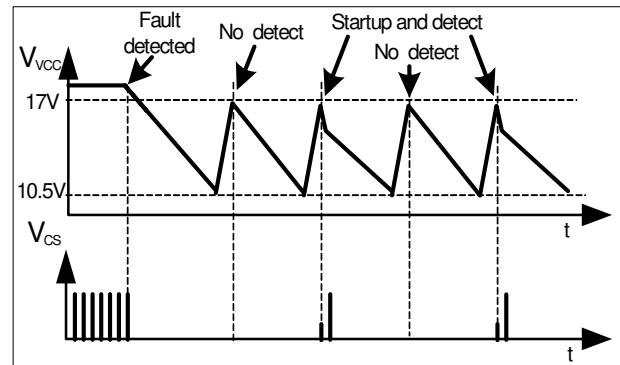 Fault
detected
No detect
Startup and detect
No detect
VVCC
17V
10.5V
t
VCS
t